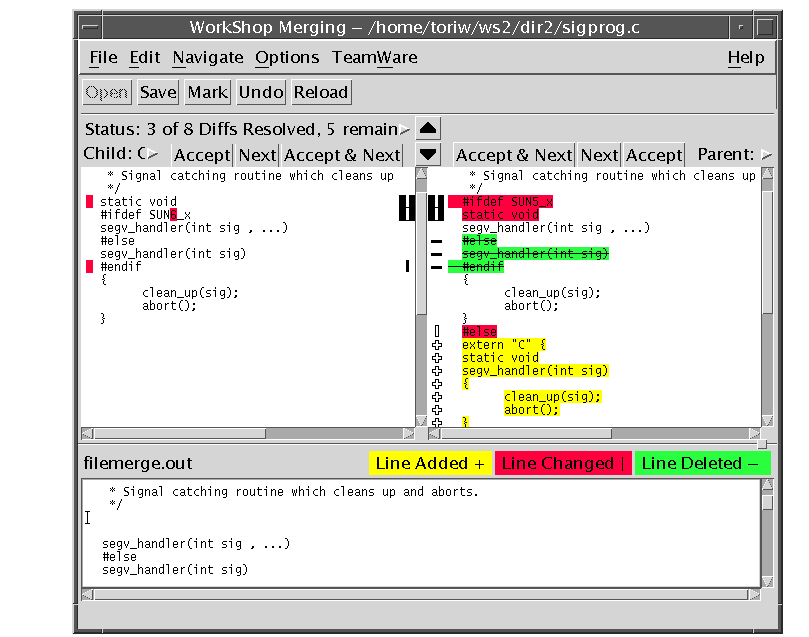 WorkShop Merging – /home/toriw/ws2/dir2/sigprog.c
File Edit Navigate Options TeamWare Help
Open Save Mark Undo Reload
Status: 3 of 8 Diffs Resolved, 5 remain
Child: Accept Next Accept & Next
Accept & Next Next Accept Parent:
* Signal catching routine which cleans up
*/
static void
#ifdef SUN6_x
segv_handler(int sig , ...)
#else
segv_handler(int sig)
#endif
{
clean_up(sig);
abort();
}
* Signal catching routine which cleans up
*/
#ifdef SUN5_x
static void
segv_handler(int sig , ...)
#else
segv_handler(int sig)
#endif
{
clean_up(sig);
abort();
}
#else
extern "C" {
static void
segv_handler(int sig)
{
clean_up(sig);
abort();
}
filemerge.out Line Added + Line Changed | Line Deleted –
* Signal catching routine which cleans up and aborts.
*/
segv_handler(int sig , ...)
#else
segv_handler(int sig)